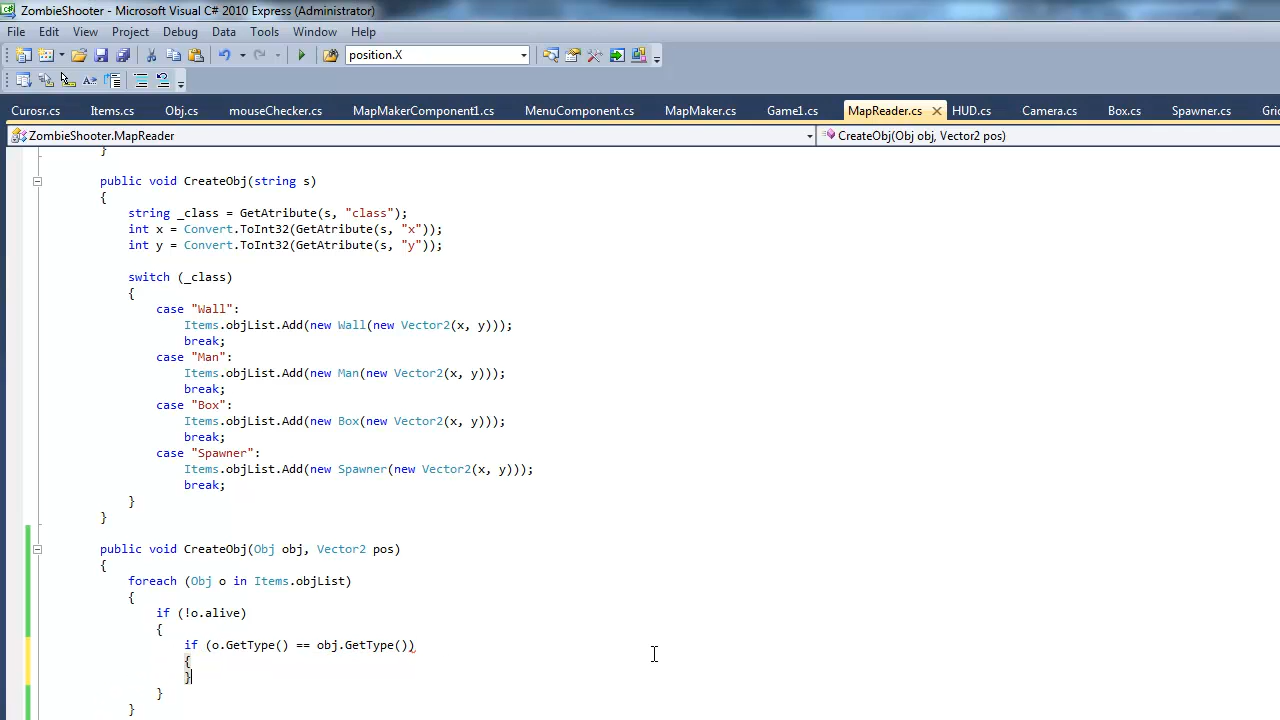 ZombieShooter - Microsoft Visual C# 2010 Express (Administrator)
File Edit View Project Debug Data Tools Window Help
position.X
Curosr.cs Items.cs Obj.cs mouseChecker.cs MapMakerComponent1.cs MenuComponent.cs MapMaker.cs Game1.cs MapReader.cs HUD.cs Camera.cs Box.cs Spawner.cs Gri
ZombieShooter.MapReader CreateObj(Obj obj, Vector2 pos)
}
public void CreateObj(string s)
{
string _class = GetAtribute(s, "class");
int x = Convert.ToInt32(GetAtribute(s, "x"));
int y = Convert.ToInt32(GetAtribute(s, "y"));
switch (_class)
{
case "Wall":
Items.objList.Add(new Wall(new Vector2(x, y)));
break;
case "Man":
Items.objList.Add(new Man(new Vector2(x, y)));
break;
case "Box":
Items.objList.Add(new Box(new Vector2(x, y)));
break;
case "Spawner":
Items.objList.Add(new Spawner(new Vector2(x, y)));
break;
}
}
public void CreateObj(Obj obj, Vector2 pos)
{
foreach (Obj o in Items.objList)
{
if (!o.alive)
{
if (o.GetType() == obj.GetType())
{
}
}
}